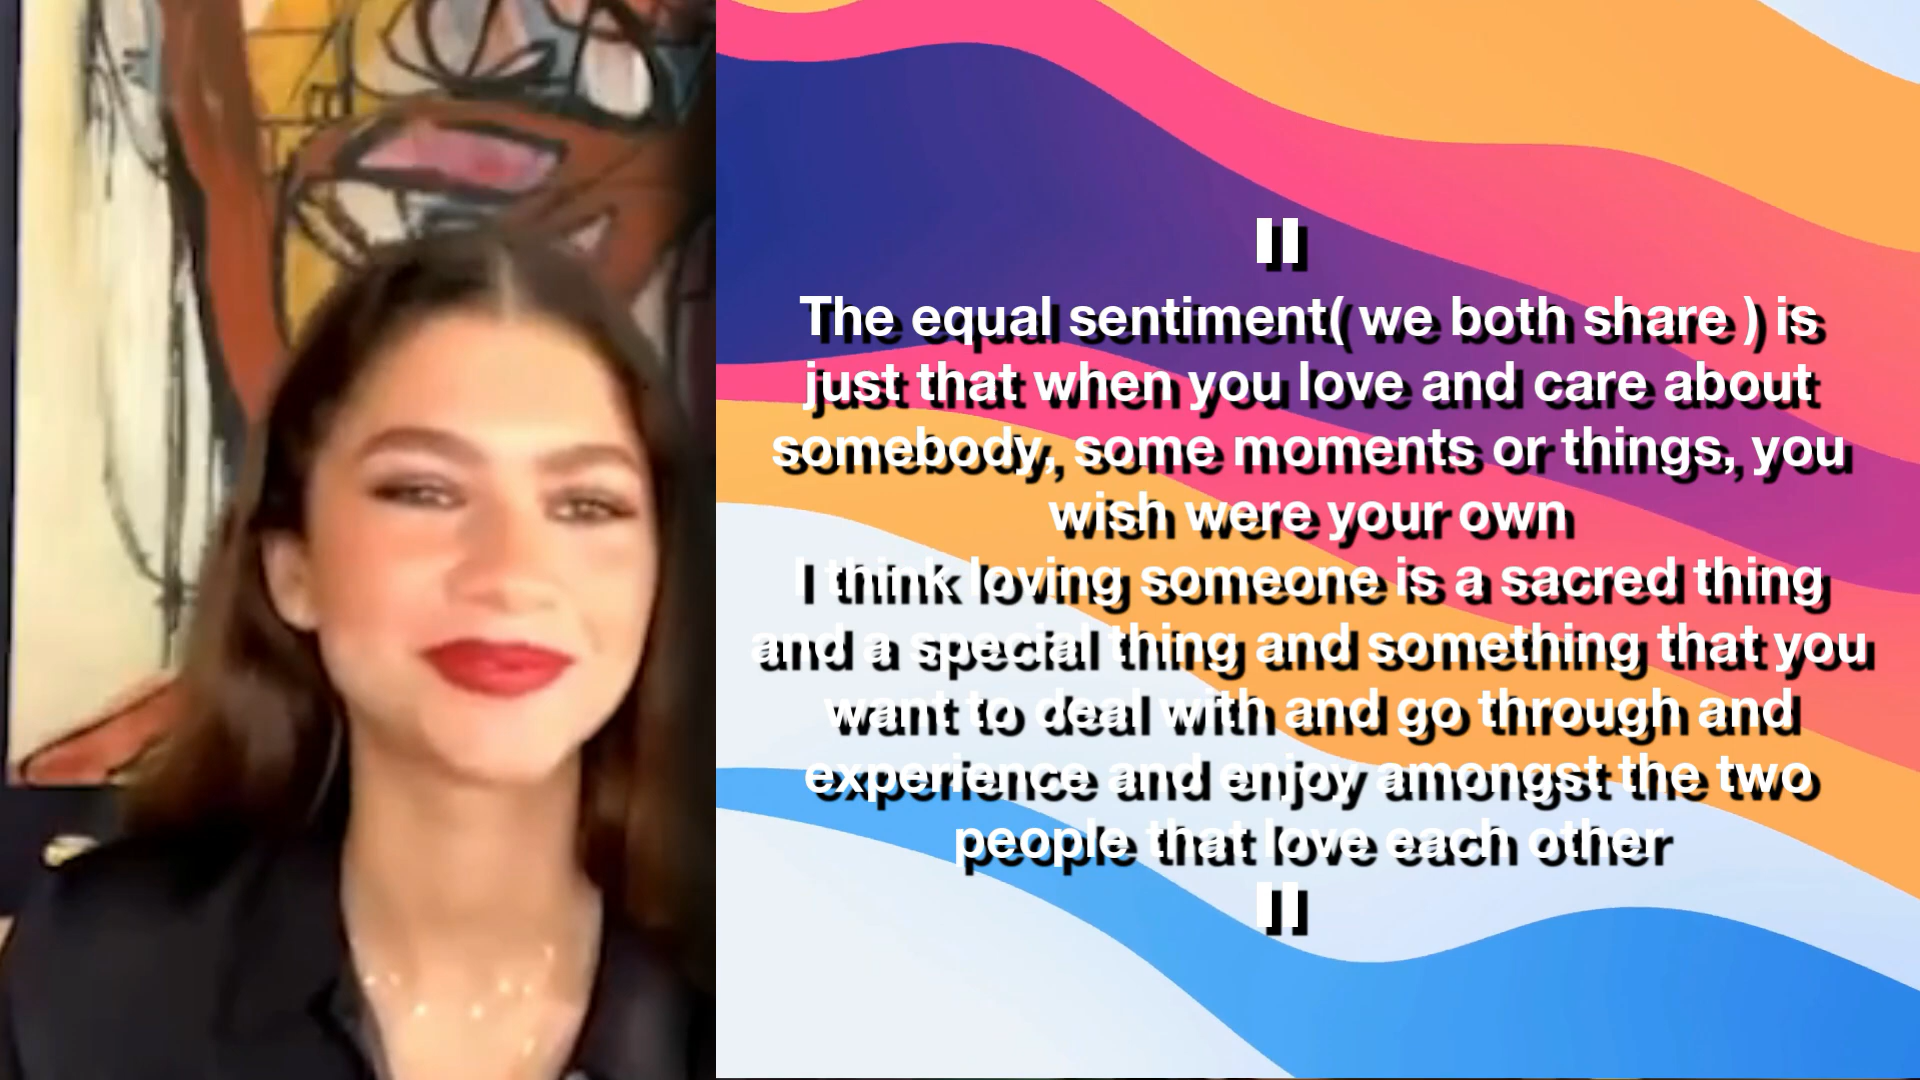 "
The equal sentiment( we both share ) is
just that when you love and care about
somebody, some moments or things, you
wish were your own
I think loving someone is a sacred thing
and a special thing and something that you
want to deal with and go through and
experience and enjoy amongst the two
people that love each other
"